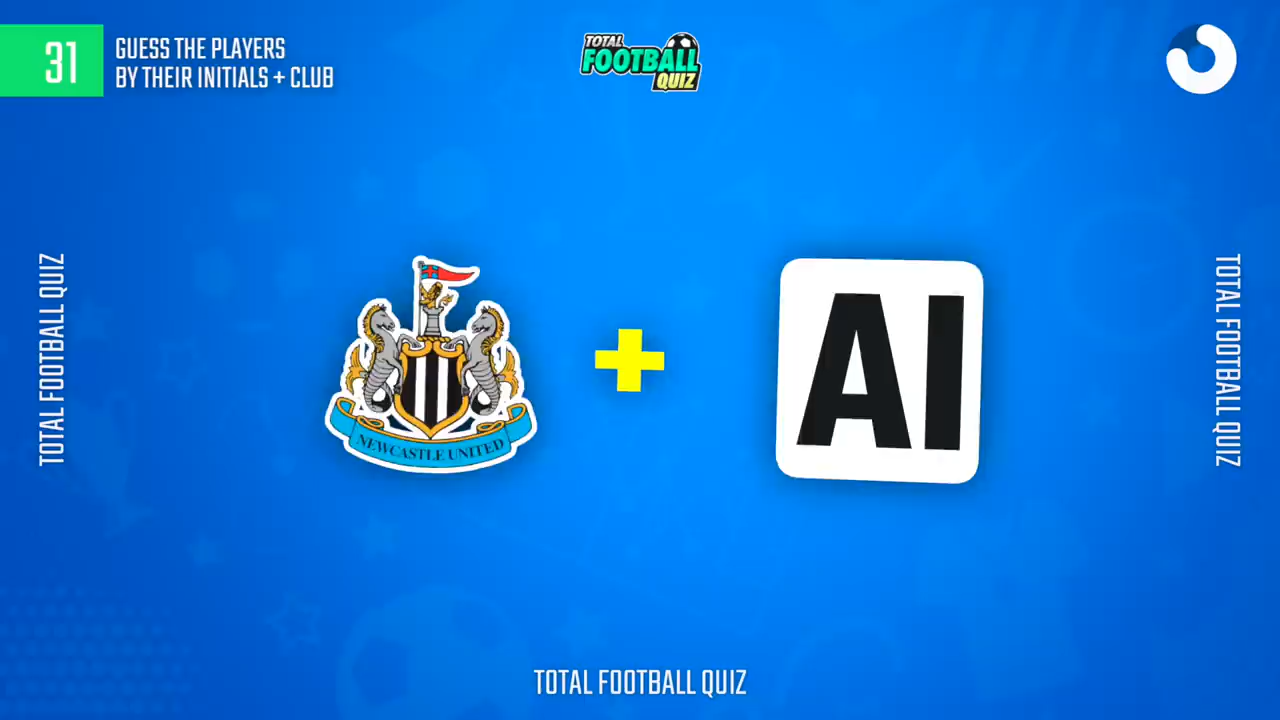 31
GUESS THE PLAYERS
BY THEIR INITIALS + CLUB
TOTAL
FOOTBALL
QUIZ
TOTAL FOOTBALL QUIZ
NEWCASTLE UNITED
+
AI
TOTAL FOOTBALL QUIZ
TOTAL FOOTBALL QUIZ